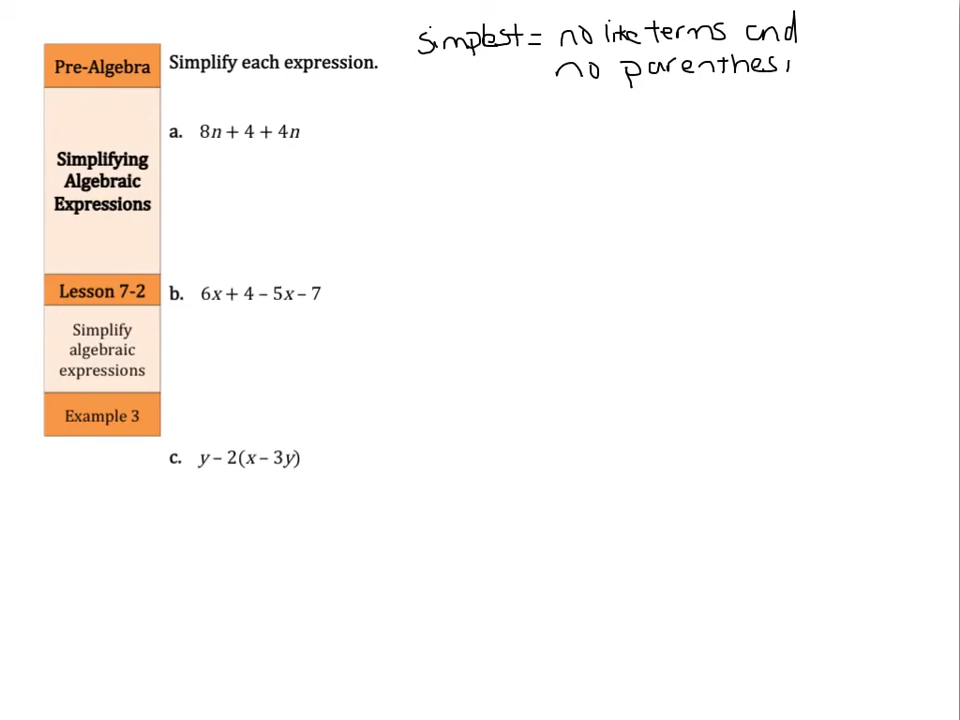 simplest = no like terms and
no parenthesi
Pre-Algebra
Simplify each expression.
a. 8n + 4 + 4n
Simplifying
Algebraic
Expressions
Lesson 7-2
b. 6x + 4 – 5x – 7
Simplify
algebraic
expressions
Example 3
c. y – 2(x – 3y)